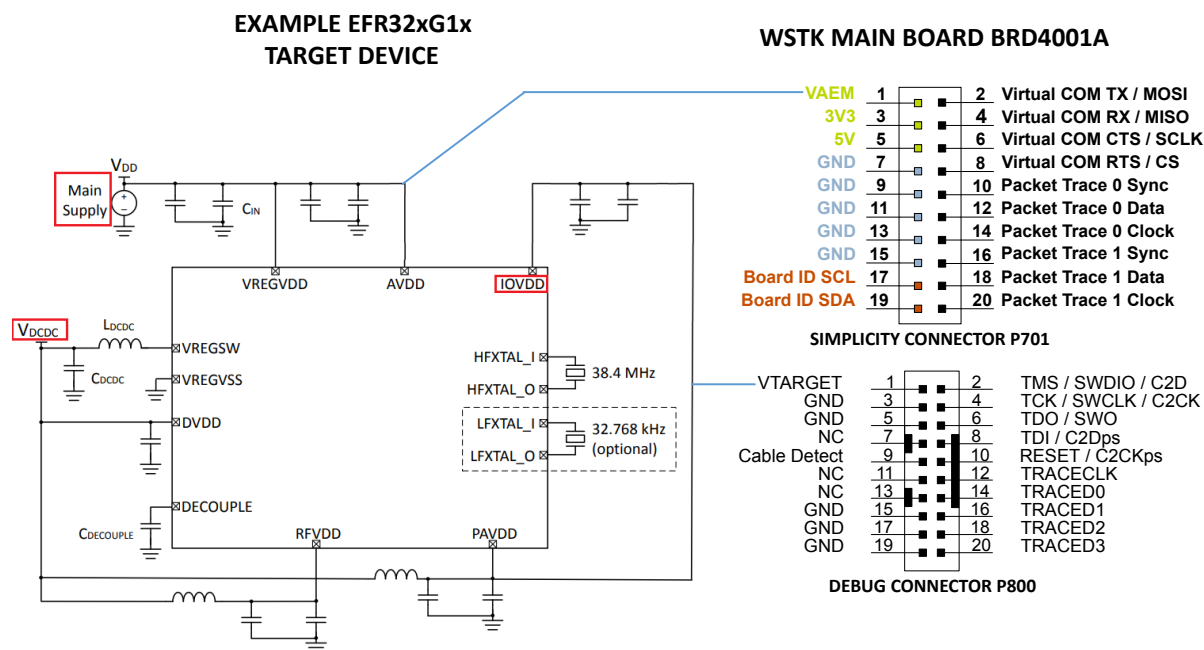 EXAMPLE EFR32xG1x
TARGET DEVICE
WSTK MAIN BOARD BRD4001A
VAEM 1 2 Virtual COM TX / MOSI
3V3 3 4 Virtual COM RX / MISO
5V 5 6 Virtual COM CTS / SCLK
GND 7 8 Virtual COM RTS / CS
GND 9 10 Packet Trace 0 Sync
GND 11 12 Packet Trace 0 Data
GND 13 14 Packet Trace 0 Clock
GND 15 16 Packet Trace 1 Sync
Board ID SCL 17 18 Packet Trace 1 Data
Board ID SDA 19 20 Packet Trace 1 Clock
SIMPLICITY CONNECTOR P701
VDD
Main
Supply
+
–
CIN
VREGVDD
AVDD
IOVDD
VDCDC
LDCDC
VREGSW
CDCDC
VREGVSS
DVDD
DECOUPLE
CDECOUPLE
RFVDD
PAVDD
HFXTAL_I
38.4 MHz
HFXTAL_O
LFXTAL_I
32.768 kHz
(optional)
LFXTAL_O
VTARGET 1 2 TMS / SWDIO / C2D
GND 3 4 TCK / SWCLK / C2CK
GND 5 6 TDO / SWO
NC 7 8 TDI / C2Dps
Cable Detect 9 10 RESET / C2CKps
NC 11 12 TRACECLK
NC 13 14 TRACED0
GND 15 16 TRACED1
GND 17 18 TRACED2
GND 19 20 TRACED3
DEBUG CONNECTOR P800